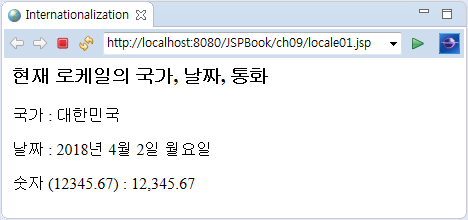 Internationalization
http://localhost:8080/JSPBook/ch09/locale01.jsp
현재 로케일의 국가, 날짜, 통화
국가 : 대한민국
날짜 : 2018년 4월 2일 월요일
숫자 (12345.67) : 12,345.67